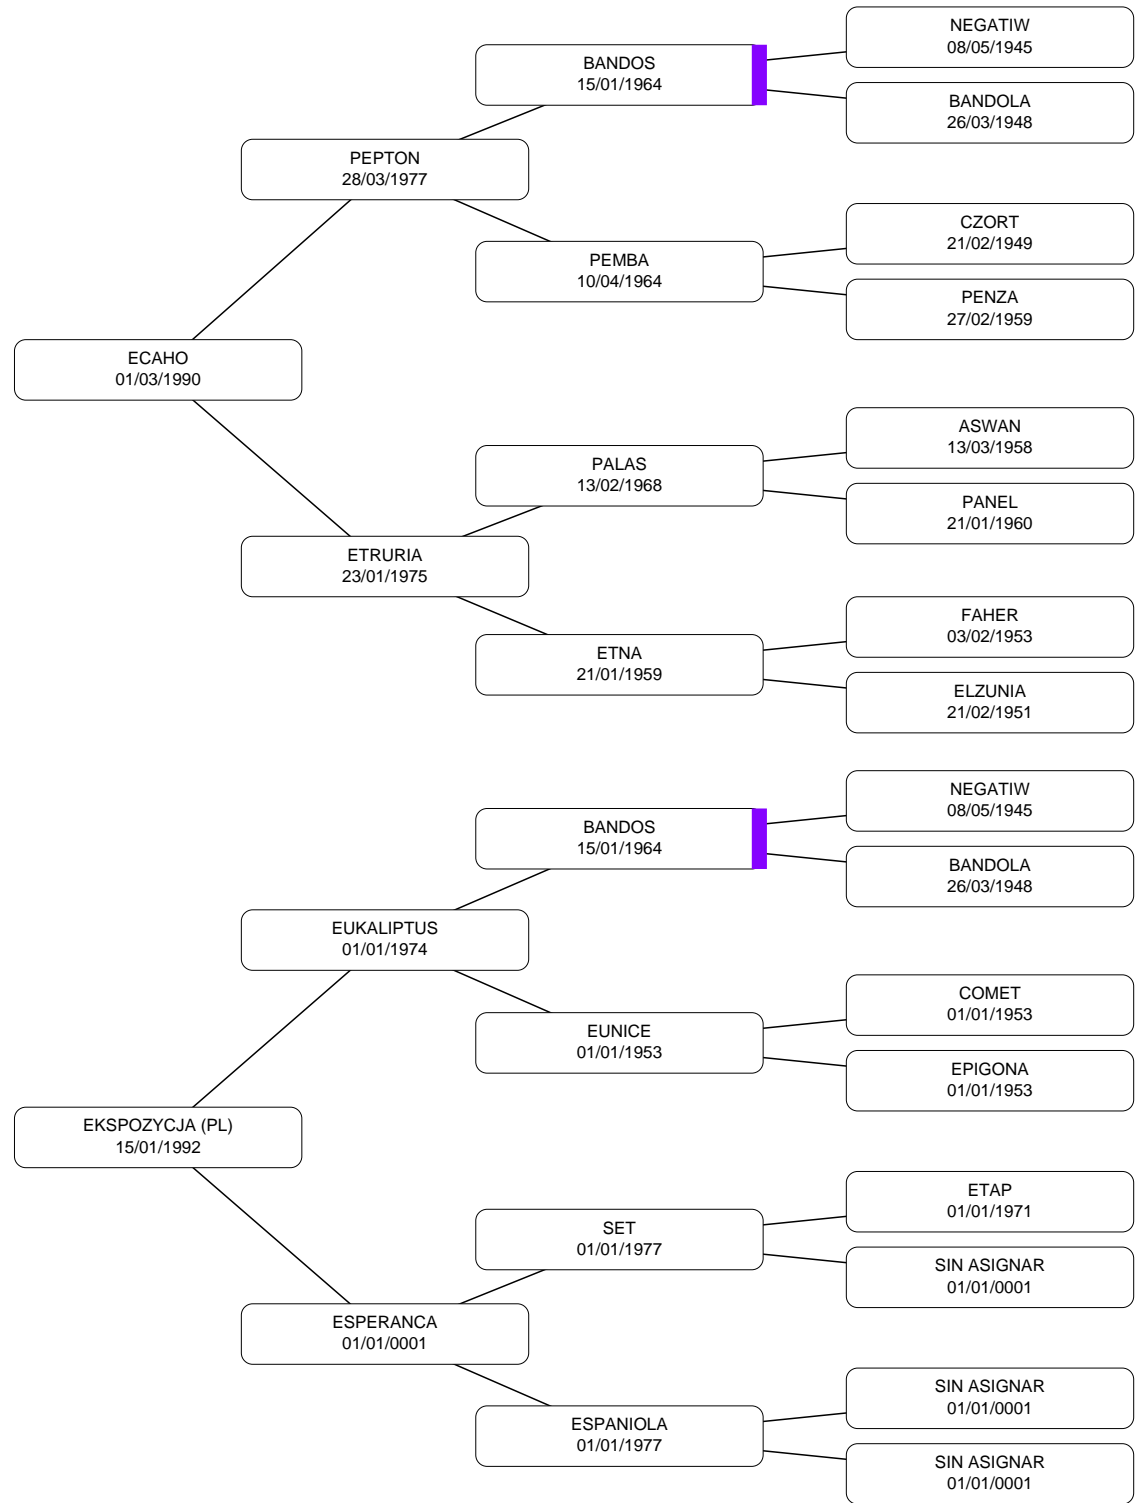 NEGATIW
08/05/1945
BANDOS
15/01/1964
BANDOLA
26/03/1948
PEPTON
28/03/1977
CZORT
21/02/1949
PEMBA
10/04/1964
PENZA
27/02/1959
ECAHO
01/03/1990
ASWAN
13/03/1958
PALAS
13/02/1968
PANEL
21/01/1960
ETRURIA
23/01/1975
FAHER
03/02/1953
ETNA
21/01/1959
ELZUNIA
21/02/1951
NEGATIW
08/05/1945
BANDOS
15/01/1964
BANDOLA
26/03/1948
EUKALIPTUS
01/01/1974
COMET
01/01/1953
EUNICE
01/01/1953
EPIGONA
01/01/1953
EKSPOZYCJA (PL)
15/01/1992
ETAP
01/01/1971
SET
01/01/1977
SIN ASIGNAR
01/01/0001
ESPERANCA
01/01/0001
SIN ASIGNAR
01/01/0001
ESPANIOLA
01/01/1977
SIN ASIGNAR
01/01/0001